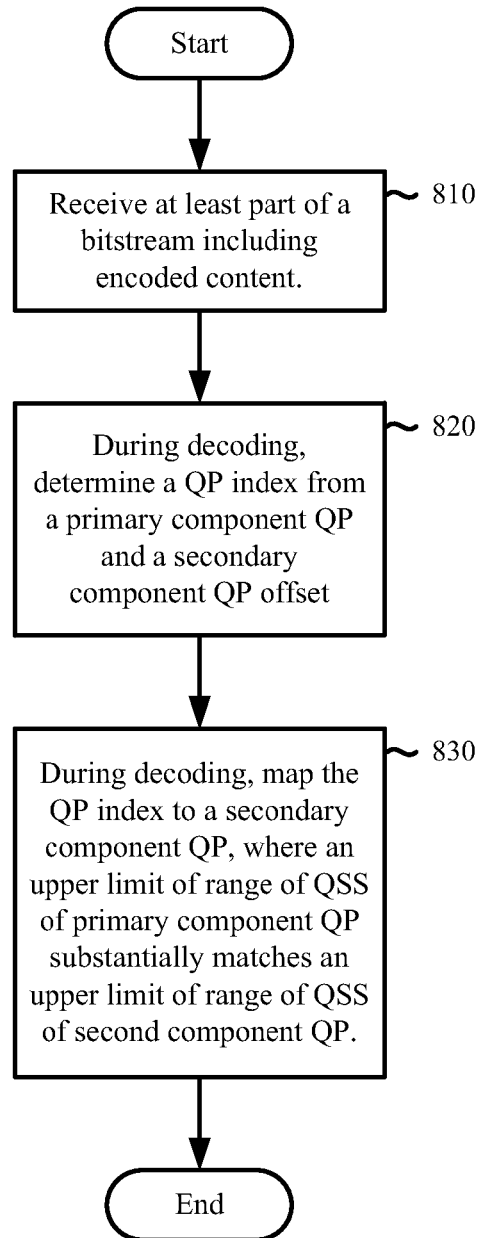 Start
810
Receive at least part of a
bitstream including
encoded content.
820
During decoding,
determine a QP index from
a primary component QP
and a secondary
component QP offset
830
During decoding, map the
QP index to a secondary
component QP, where an
upper limit of range of QSS
of primary component QP
substantially matches an
upper limit of range of QSS
of second component QP.
End